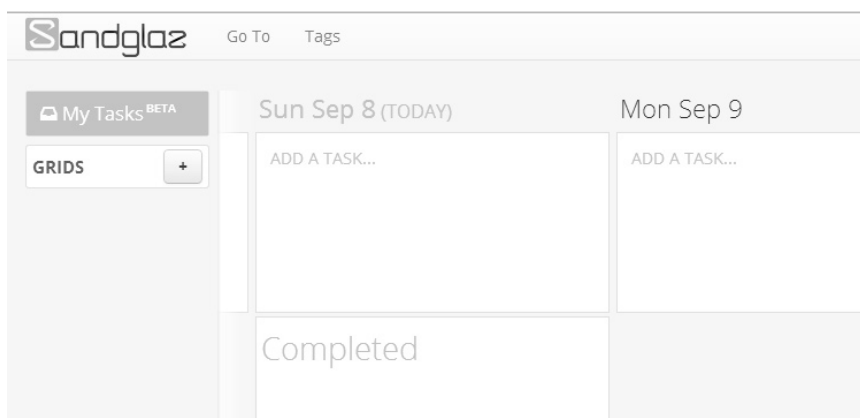 Sandglaz Go To Tags
My Tasks BETA
GRIDS +
Sun Sep 8 (TODAY) Mon Sep 9
ADD A TASK... ADD A TASK...
Completed